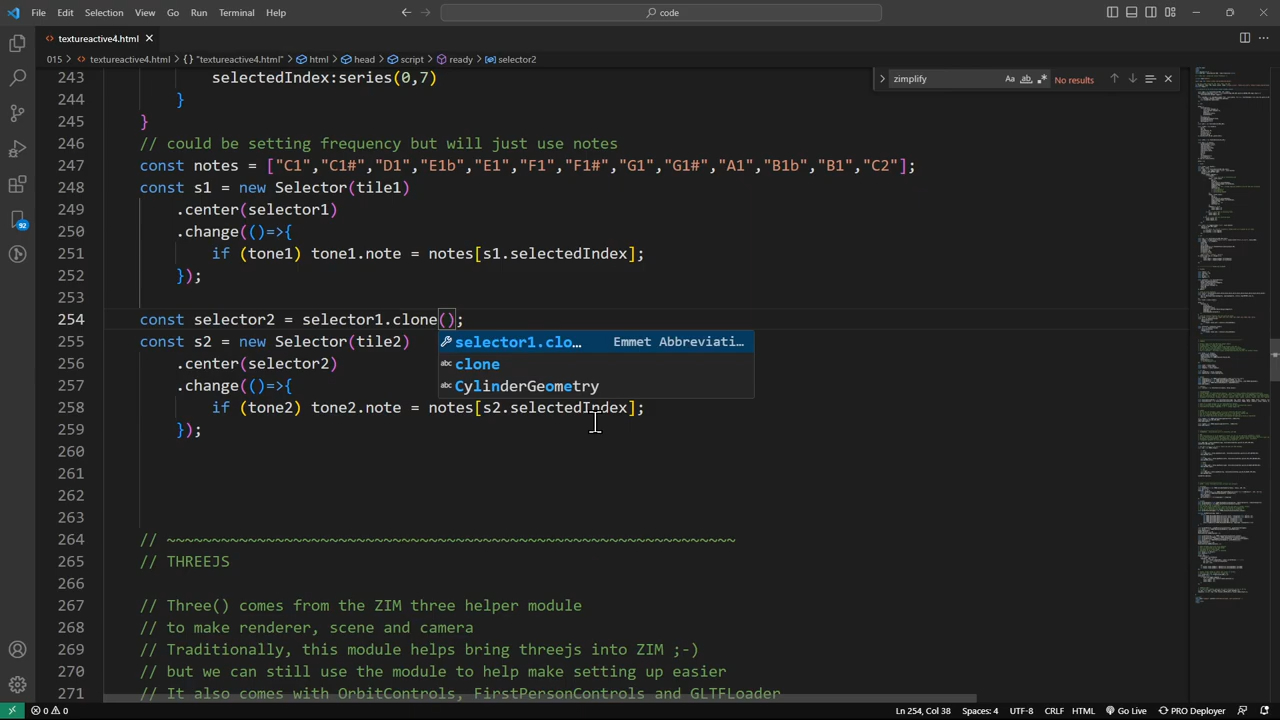 File Edit Selection View Go Run Terminal Help
code
textureactive4.html
015 > textureactive4.html > "textureactive4.html" > html > head > script > ready > selector2
zimplify
Aa ab .* No results
92
243 selectedIndex:series(0,7)
244 }
245 }
246 // could be setting frequency but will just use notes
247 const notes = ["C1","C1#","D1","E1b","E1","F1","F1#","G1","G1#","A1","B1b","B1","C2"];
248 const s1 = new Selector(tile1)
249 .center(selector1)
250 .change(()=>{
251 if (tone1) tone1.note = notes[s1.selectedIndex];
252 });
253
254 const selector2 = selector1.clone();
255 const s2 = new Selector(tile2)
selector1.clo… Emmet Abbreviati…
256 .center(selector2)
abc clone
257 .change(()=>{
abc CylinderGeometry
258 if (tone2) tone2.note = notes[s2.selectedIndex];
259 });
260
261
262
263
264 // ~~~~~~~~~~~~~~~~~~~~~~~~~~~~~~~~~~~~~~~~~~~~~~~~~~~~~~~~~~~~~~~
265 // THREEJS
266
267 // Three() comes from the ZIM three helper module
268 // to make renderer, scene and camera
269 // Traditionally, this module helps bring threejs into ZIM ;-)
270 // but we can still use the module to help make setting up easier
271 // It also comes with OrbitControls, FirstPersonControls and GLTFLoader
0 0 Ln 254, Col 38 Spaces: 4 UTF-8 CRLF HTML Go Live PRO Deployer